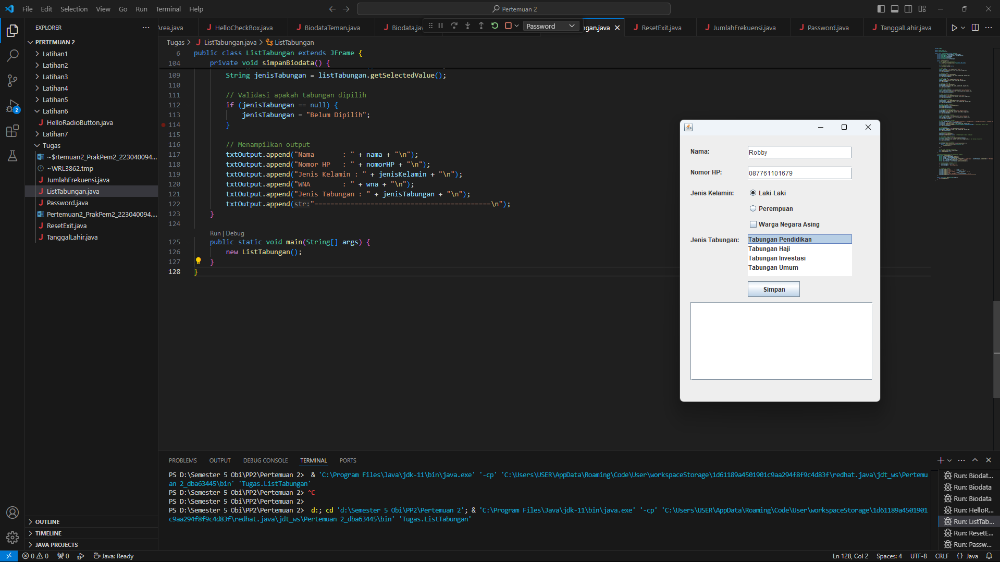 File Edit Selection View Go Run Terminal Help
Pertemuan 2
EXPLORER
Area.java
HelloCheckBox.java
BiodataTeman.java
Biodata.jav
Password
ngan.java
ResetExit.java
JumlahFrekuensi.java
Password.java
TanggalLahir.java
PERTEMUAN 2
Latihan1
Latihan2
Latihan3
Latihan4
Latihan5
Latihan6
HelloRadioButton.java
Latihan7
Tugas
~$rtemuan2_PrakPem2_223040094....
~WRL3862.tmp
JumlahFrekuensi.java
ListTabungan.java
Password.java
Pertemuan2_PrakPem2_223040094....
ResetExit.java
TanggalLahir.java
2
OUTLINE
TIMELINE
JAVA PROJECTS
Tugas > ListTabungan.java > ListTabungan
6 public class ListTabungan extends JFrame {
104 private void simpanBiodata() {
109 String jenisTabungan = listTabungan.getSelectedValue();
110
111 // Validasi apakah tabungan dipilih
112 if (jenisTabungan == null) {
113 jenisTabungan = "Belum Dipilih";
114 }
115
116 // Menampilkan output
117 txtOutput.append("Nama       : " + nama + "\n");
118 txtOutput.append("Nomor HP   : " + nomorHP + "\n");
119 txtOutput.append("Jenis Kelamin : " + jenisKelamin + "\n");
120 txtOutput.append("WNA        : " + wna + "\n");
121 txtOutput.append("Jenis Tabungan : " + jenisTabungan + "\n");
122 txtOutput.append(str:"============================================\n");
123 }
124
Run | Debug
125 public static void main(String[] args) {
126 new ListTabungan();
127 }
128 }
Nama: Robby
Nomor HP: 087761101679
Jenis Kelamin: Laki-Laki
Perempuan
Warga Negara Asing
Jenis Tabungan: Tabungan Pendidikan
Tabungan Haji
Tabungan Investasi
Tabungan Umum
Simpan
PROBLEMS OUTPUT DEBUG CONSOLE TERMINAL PORTS
PS D:\Semester 5 Obi\PP2\Pertemuan 2>  & 'C:\Program Files\Java\jdk-11\bin\java.exe' '-cp' 'C:\Users\USER\AppData\Roaming\Code\User\workspaceStorage\1d61189a4501901c9aa294f8f9c4d83f\redhat.java\jdt_ws\Pertemu
an 2_dba63445\bin' 'Tugas.ListTabungan'
PS D:\Semester 5 Obi\PP2\Pertemuan 2> ^C
PS D:\Semester 5 Obi\PP2\Pertemuan 2>
PS D:\Semester 5 Obi\PP2\Pertemuan 2>  d:; cd 'd:\Semester 5 Obi\PP2\Pertemuan 2'; & 'C:\Program Files\Java\jdk-11\bin\java.exe' '-cp' 'C:\Users\USER\AppData\Roaming\Code\User\workspaceStorage\1d61189a4501901
c9aa294f8f9c4d83f\redhat.java\jdt_ws\Pertemuan 2_dba63445\bin' 'Tugas.ListTabungan'
Run: Biodat...
Run: Biodata
Run: Biodata
Run: HelloR...
Run: ListTab...
Run: ResetE...
Run: Passw...
0 0 0 Java: Ready
Ln 128, Col 2 Spaces: 4 UTF-8 CRLF {} Java